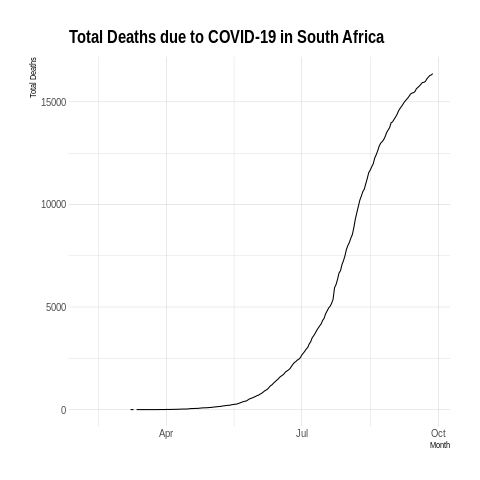 Total Deaths due to COVID-19 in South Africa
Total Deaths
15000
10000
5000
0
Apr Jul Oct
Month